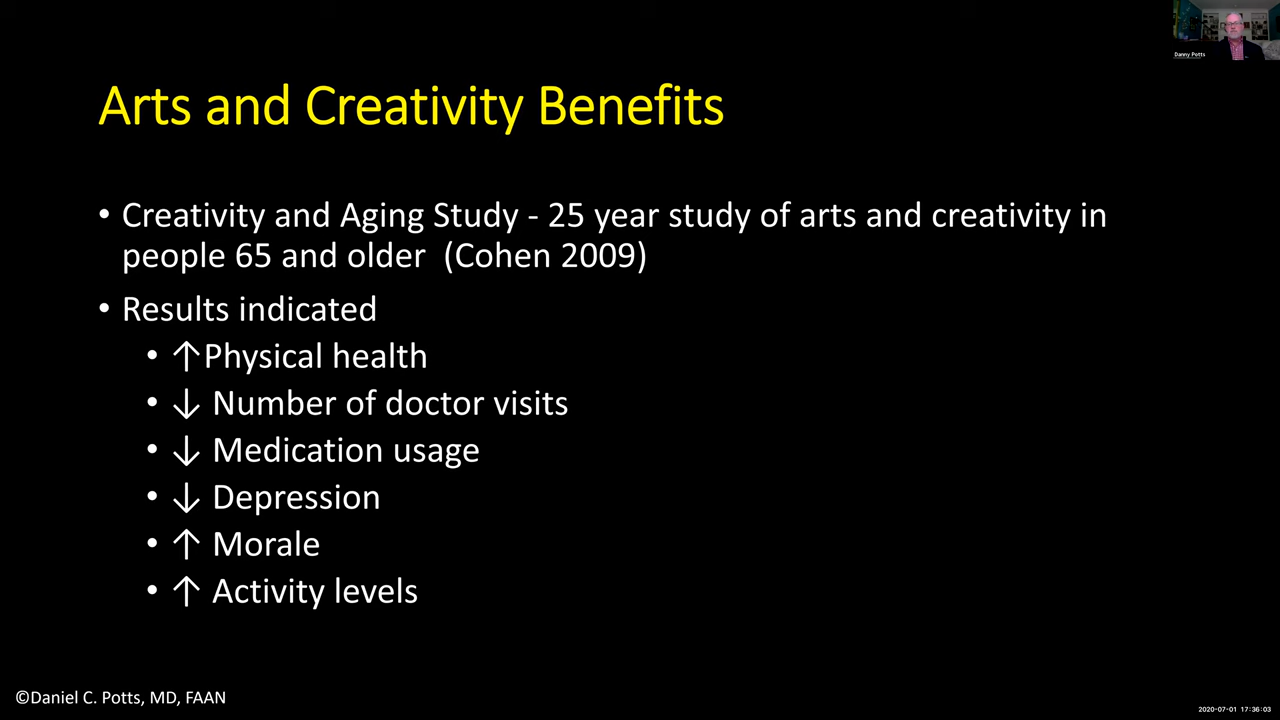 Danny Potts
Arts and Creativity Benefits
• Creativity and Aging Study - 25 year study of arts and creativity in
people 65 and older (Cohen 2009)
• Results indicated
• ↑Physical health
• ↓ Number of doctor visits
• ↓ Medication usage
• ↓ Depression
• ↑ Morale
• ↑ Activity levels
©Daniel C. Potts, MD, FAAN
2020-07-01 17:36:03